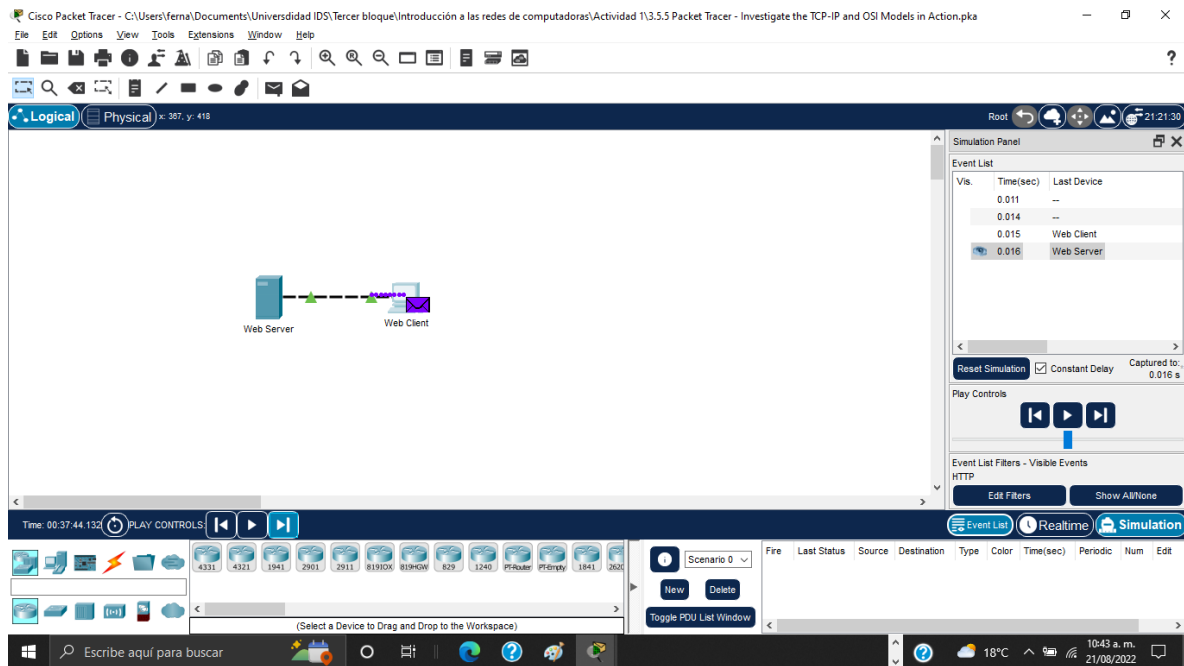 Cisco Packet Tracer - C:\Users\ferna\Documents\Universdidad IDS\Tercer bloque\Introducción a las redes de computadoras\Actividad 1\3.5.5 Packet Tracer - Investigate the TCP-IP and OSI Models in Action.pka
File Edit Options View Tools Extensions Window Help
?
Logical Physical x: 367, y: 418 Root 21:21:30
Simulation Panel
Event List
Vis. Time(sec) Last Device
0.011 --
0.014 --
0.015 Web Client
0.016 Web Server
Web Server Web Client
Reset Simulation Constant Delay Captured to:
0.016 s
Play Controls
Event List Filters - Visible Events
HTTP
Edit Filters Show All/None
Time: 00:37:44.132 PLAY CONTROLS: Event List Realtime Simulation
4331 4321 1941 2901 2911 819IOX 819HGW 829 1240 PT-Router PT-Empty 1841 2620
Scenario 0
New Delete
Toggle PDU List Window
Fire Last Status Source Destination Type Color Time(sec) Periodic Num Edit
(Select a Device to Drag and Drop to the Workspace)
Escribe aquí para buscar 18°C 10:43 a. m.
21/08/2022